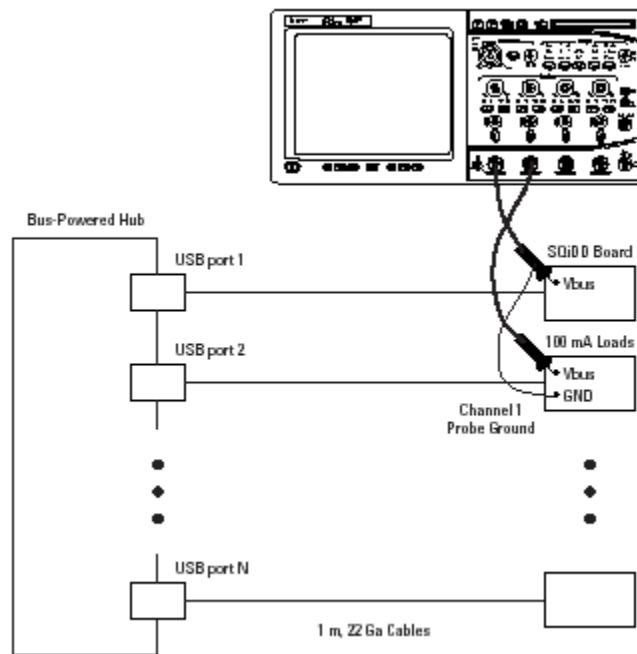 Bus-Powered Hub
USB port 1
SQiDD Board
Vbus
USB port 2
100 mA Loads
Vbus
GND
Channel 1
Probe Ground
USB port N
1 m, 22 Ga Cables